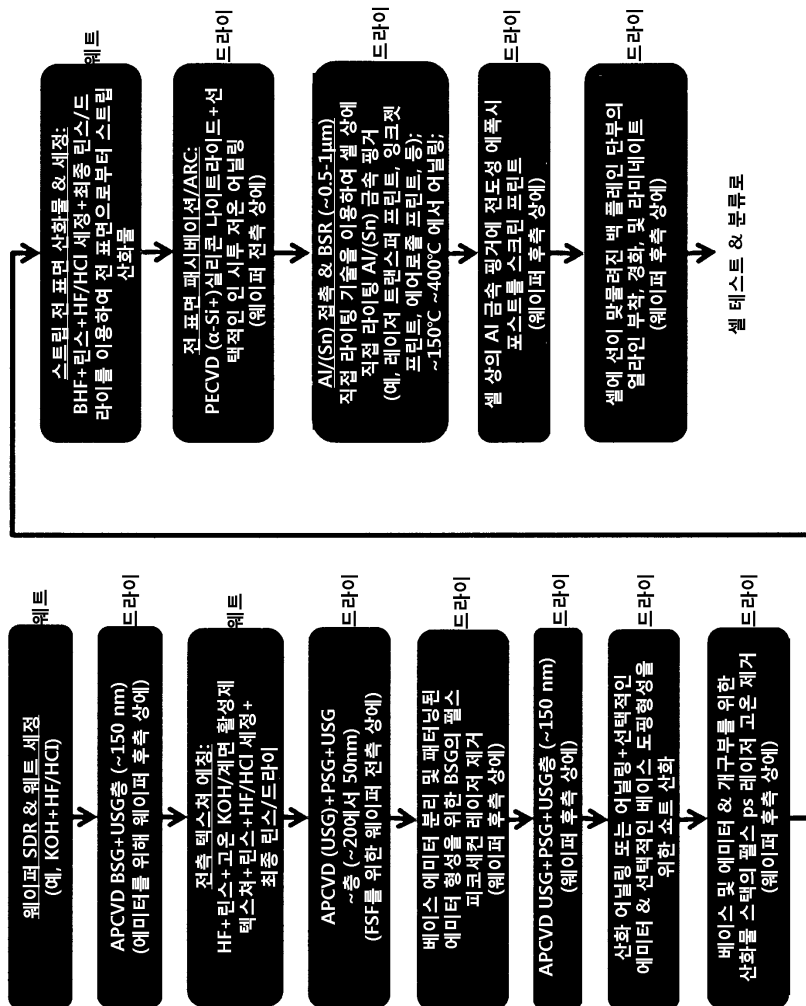 웨이퍼 SDR & 웨트 세정
(예, KOH+HF/HCl)
웨트
APCVD BSG+USG층 (~150 nm)
(에미터를 위해 웨이퍼 후측 상에)
드라이
전측 텍스처 에칭:
HF+린스+고온 KOH/계면 활성제
텍스처+린스+HF/HCl 세정+
최종 린스/드라이
웨트
APCVD (USG)+PSG+USG
~층 (~20에서 50nm)
(FSF를 위한 웨이퍼 전측 상에)
드라이
베이스 에미터 분리 및 패터닝된
에미터 형성을 위한 BSG의 펄스
피코세컨 레이저 제거
(웨이퍼 후측 상에)
드라이
APCVD USG+PSG+USG층 (~150 nm)
(웨이퍼 후측 상에)
드라이
산화 어닐링 또는 어닐링+선택적인
에미터 & 선택적인 베이스 도핑형성을
위한 쇼트 산화
드라이
베이스 및 에미터 & 개구부를 위한
산화물 스택의 펄스 ps 레이저 고온 제거
(웨이퍼 후측 상에)
드라이
스트립 전 표면 산화물 & 세정:
BHF+린스+HF/HCl 세정+최종 린스/드
라이를 이용하여 전 표면으로부터 스트립
산화물
웨트
전 표면 패시베이션/ARC:
PECVD (α-Si+)실리콘 나이트라이드+선
택적인 인 시투 저온 어닐링
(웨이퍼 전측 상에)
드라이
Al/(Sn) 접촉 & BSR (~0.5-1μm)
직접 라이팅 기술을 이용하여 셀 상에
직접 라이팅 Al/(Sn) 금속 핑거
(예, 레이저 트랜스퍼 프린트, 잉크젯
프린트, 에어로졸 프린트, 등);
~150℃ ~400℃ 에서 어닐링;
드라이
셀 상의 Al 금속 핑거에 전도성 에폭시
포스트를 스크린 프린트
(웨이퍼 후측 상에)
드라이
셀에 선이 맞물려진 백 플레인 단부의
얼라인 부착, 경화, 및 라미네이트
(웨이퍼 후측 상에)
드라이
셀 테스트 & 분류로